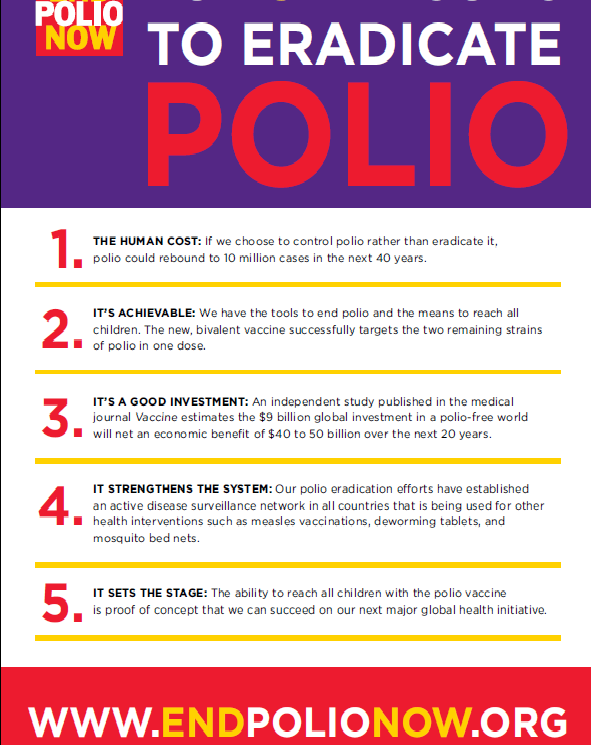 POLIO
NOW
TO ERADICATE
POLIO
1. THE HUMAN COST: If we choose to control polio rather than eradicate it,
polio could rebound to 10 million cases in the next 40 years.
2. IT'S ACHIEVABLE: We have the tools to end polio and the means to reach all
children. The new, bivalent vaccine successfully targets the two remaining strains
of polio in one dose.
3. IT'S A GOOD INVESTMENT: An independent study published in the medical
journal Vaccine estimates the $9 billion global investment in a polio-free world
will net an economic benefit of $40 to 50 billion over the next 20 years.
4. IT STRENGTHENS THE SYSTEM: Our polio eradication efforts have established
an active disease surveillance network in all countries that is being used for other
health interventions such as measles vaccinations, deworming tablets, and
mosquito bed nets.
5. IT SETS THE STAGE: The ability to reach all children with the polio vaccine
is proof of concept that we can succeed on our next major global health initiative.
WWW.ENDPOLIONOW.ORG